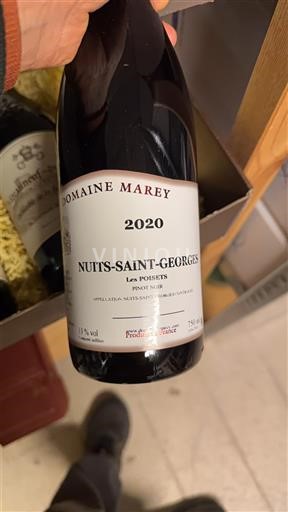 DOMAINE MAREY
2020
VINIOU
NUITS-SAINT-GEORGES
Les Poisets
PINOT NOIR
APPELLATION NUITS-SAINT-GEORGES CONTRÔLÉE
13 % vol
Produit de France
750 ml